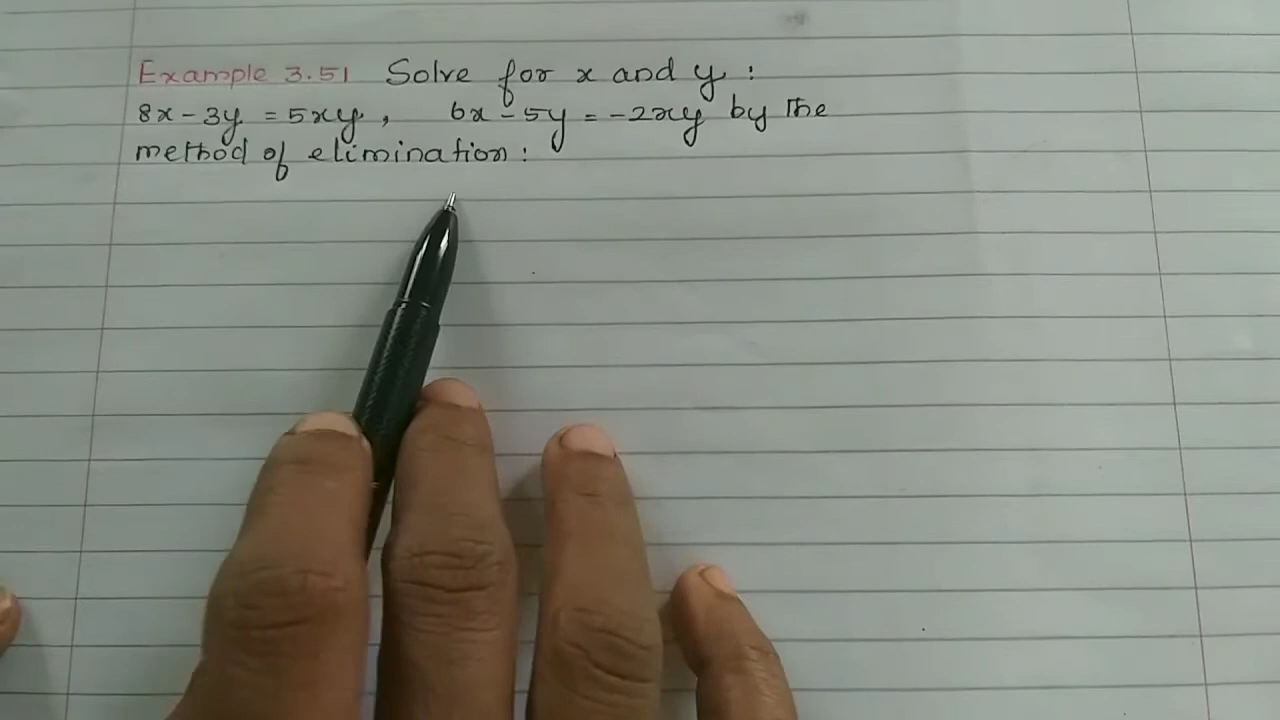 Example 3.51 Solve for x and y :
8x - 3y = 5xy , 6x - 5y = -2xy by the
method of elimination :